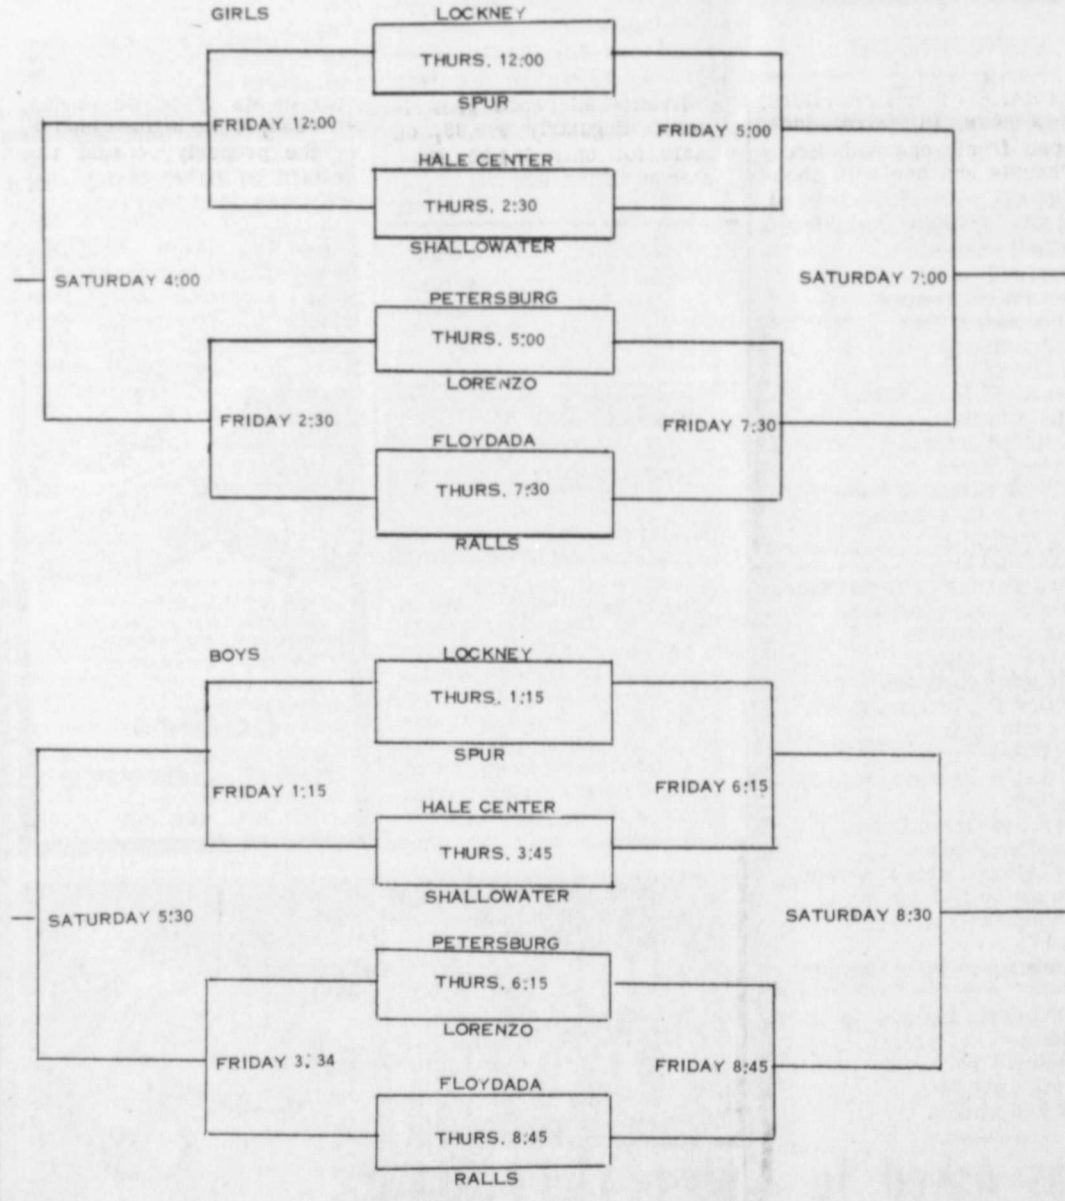 GIRLS
LOCKNEY
THURS. 12:00
SPUR
FRIDAY 12:00
FRIDAY 5:00
HALE CENTER
THURS. 2:30
SHALLOWATER
SATURDAY 4:00
SATURDAY 7:00
PETERSBURG
THURS. 5:00
LORENZO
FRIDAY 2:30
FRIDAY 7:30
FLOYDADA
THURS. 7:30
RALLS
BOYS
LOCKNEY
THURS. 1:15
SPUR
FRIDAY 1:15
FRIDAY 6:15
HALE CENTER
THURS. 3:45
SHALLOWATER
SATURDAY 5:30
SATURDAY 8:30
PETERSBURG
THURS. 6:15
LORENZO
FRIDAY 3:34
FRIDAY 8:45
FLOYDADA
THURS. 8:45
RALLS